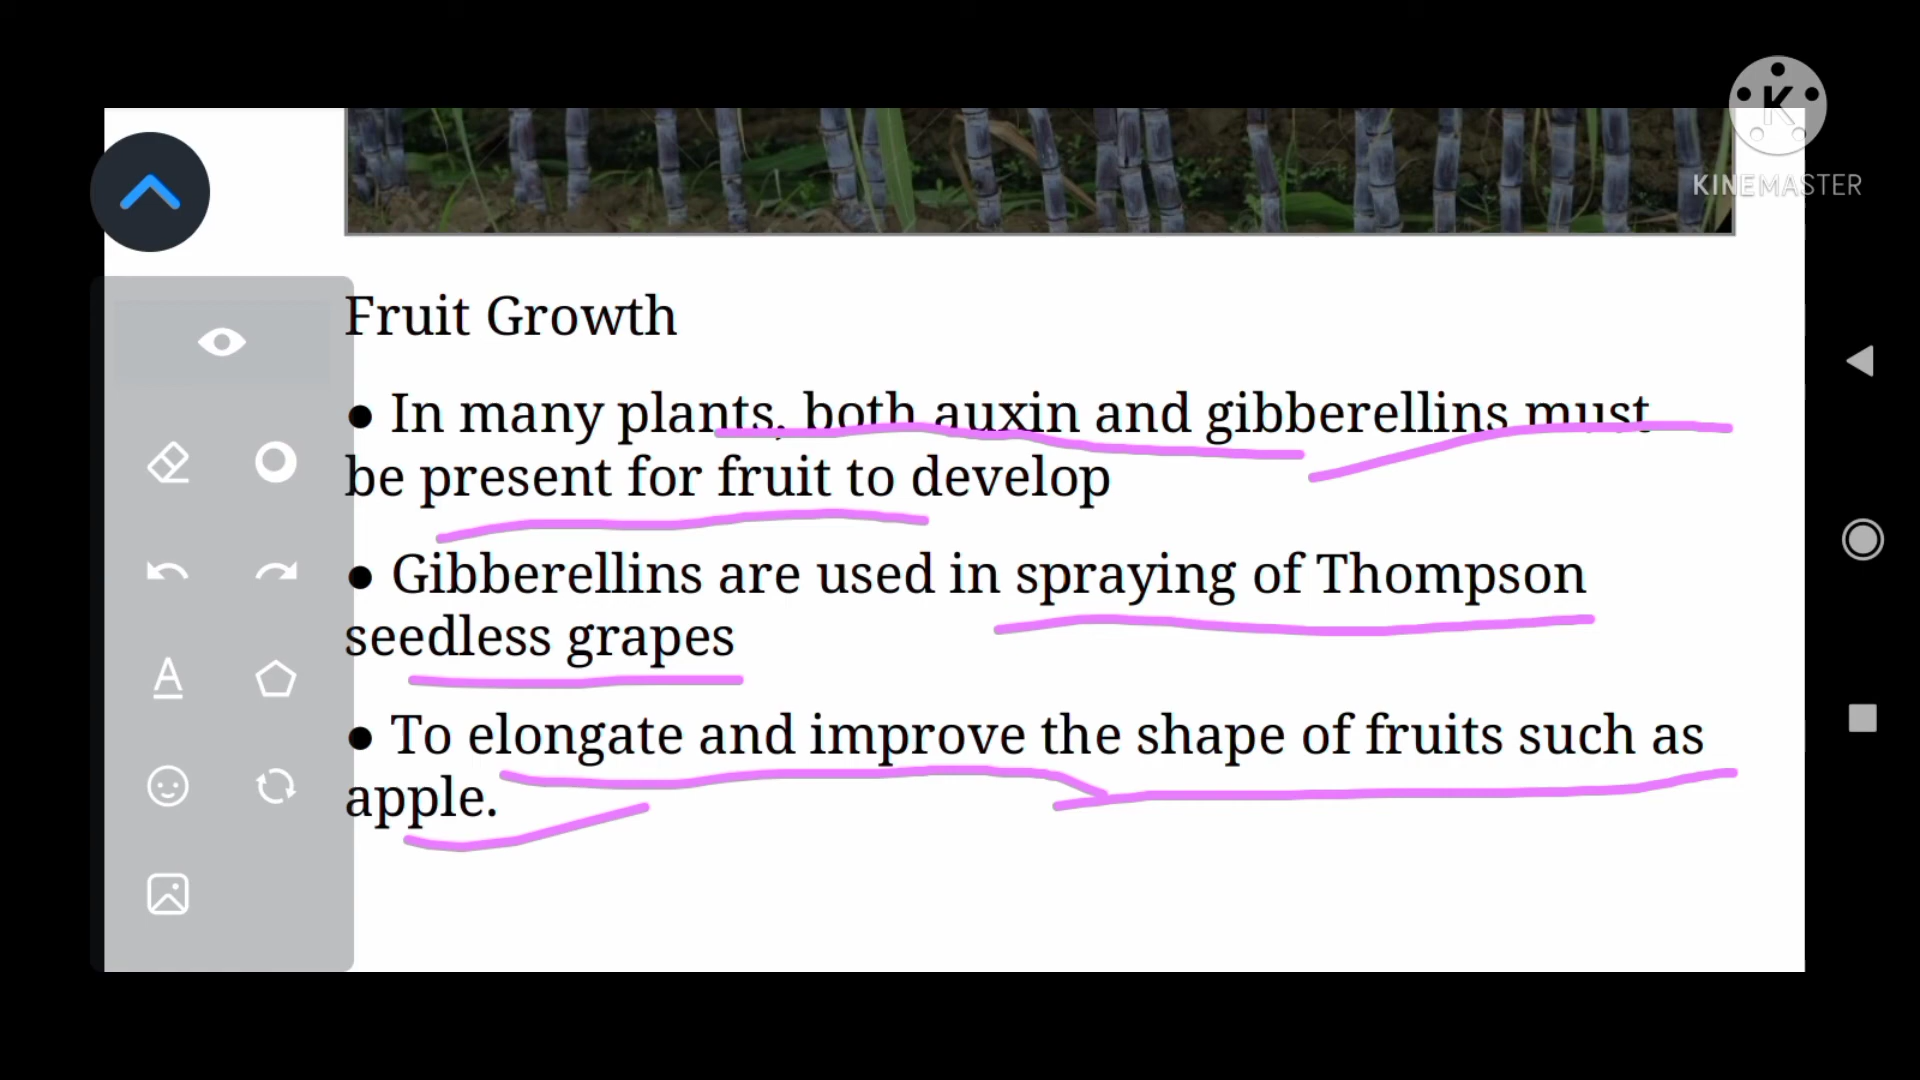 K
KINEMASTER
Fruit Growth
● In many plants, both auxin and gibberellins must
be present for fruit to develop
● Gibberellins are used in spraying of Thompson
seedless grapes
● To elongate and improve the shape of fruits such as
apple.
A